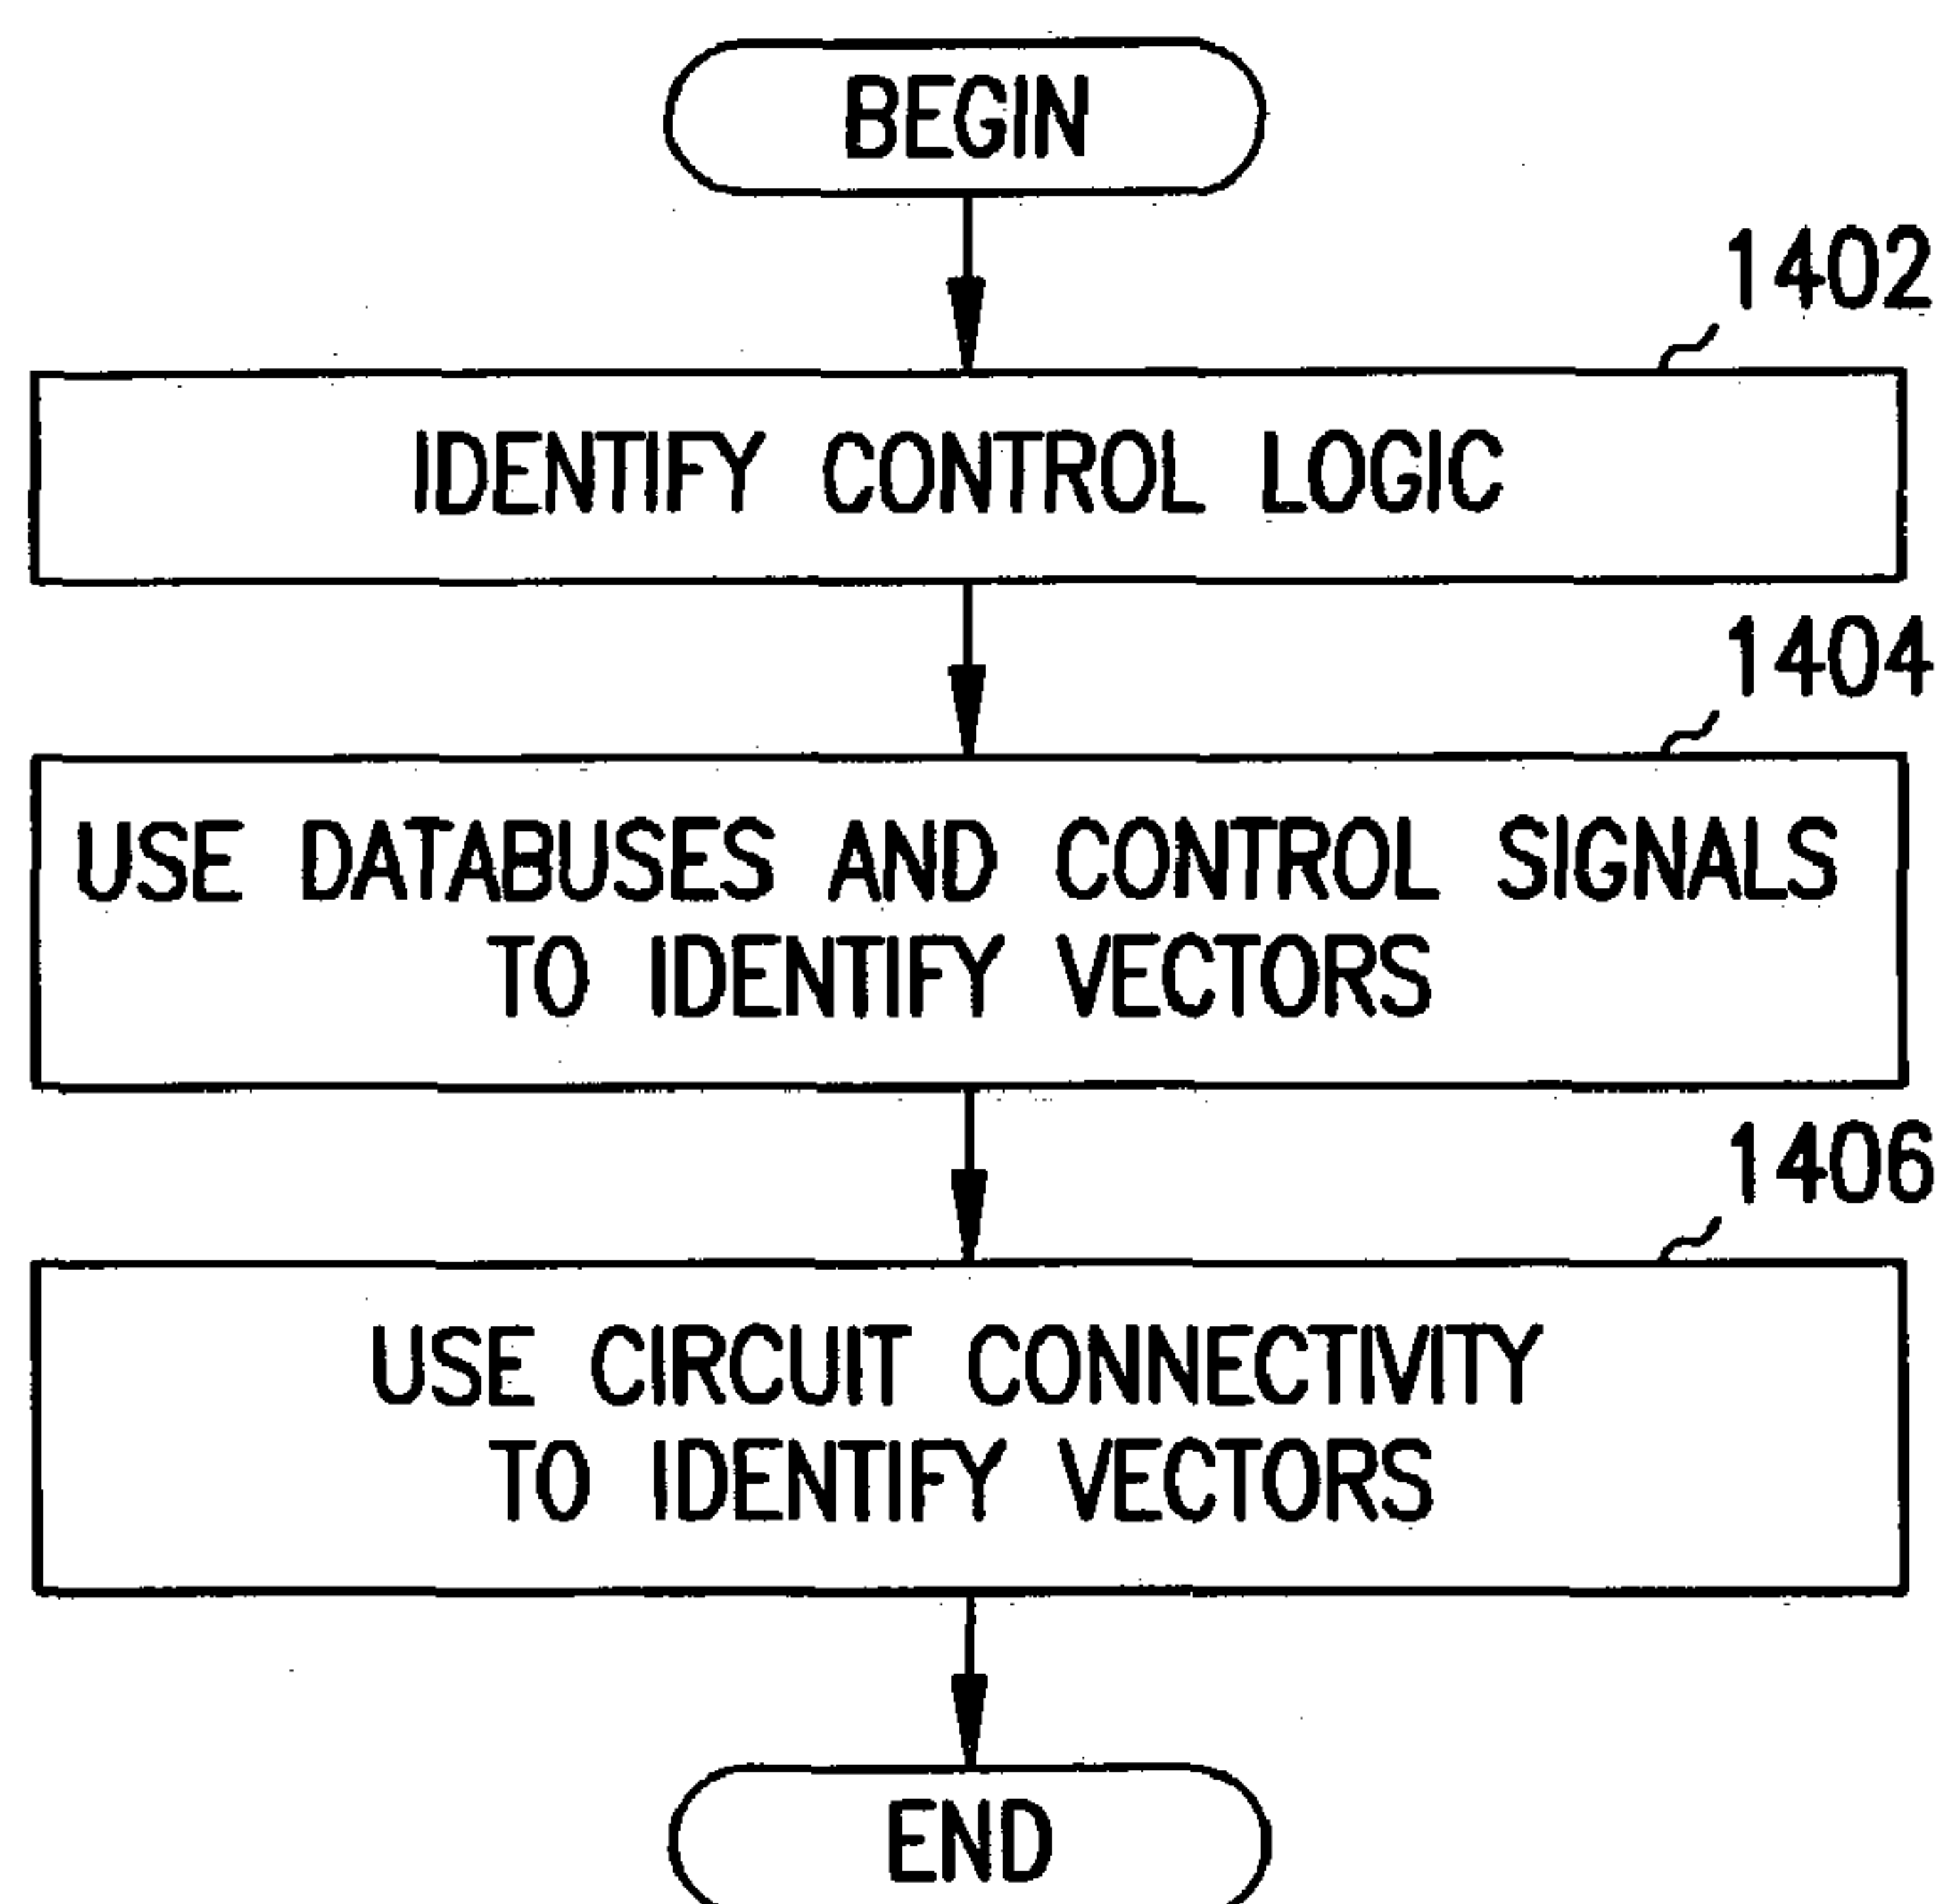 BEGIN
1402
IDENTIFY CONTROL LOGIC
1404
USE DATABUSES AND CONTROL SIGNALS
TO IDENTIFY VECTORS
1406
USE CIRCUIT CONNECTIVITY
TO IDENTIFY VECTORS
END